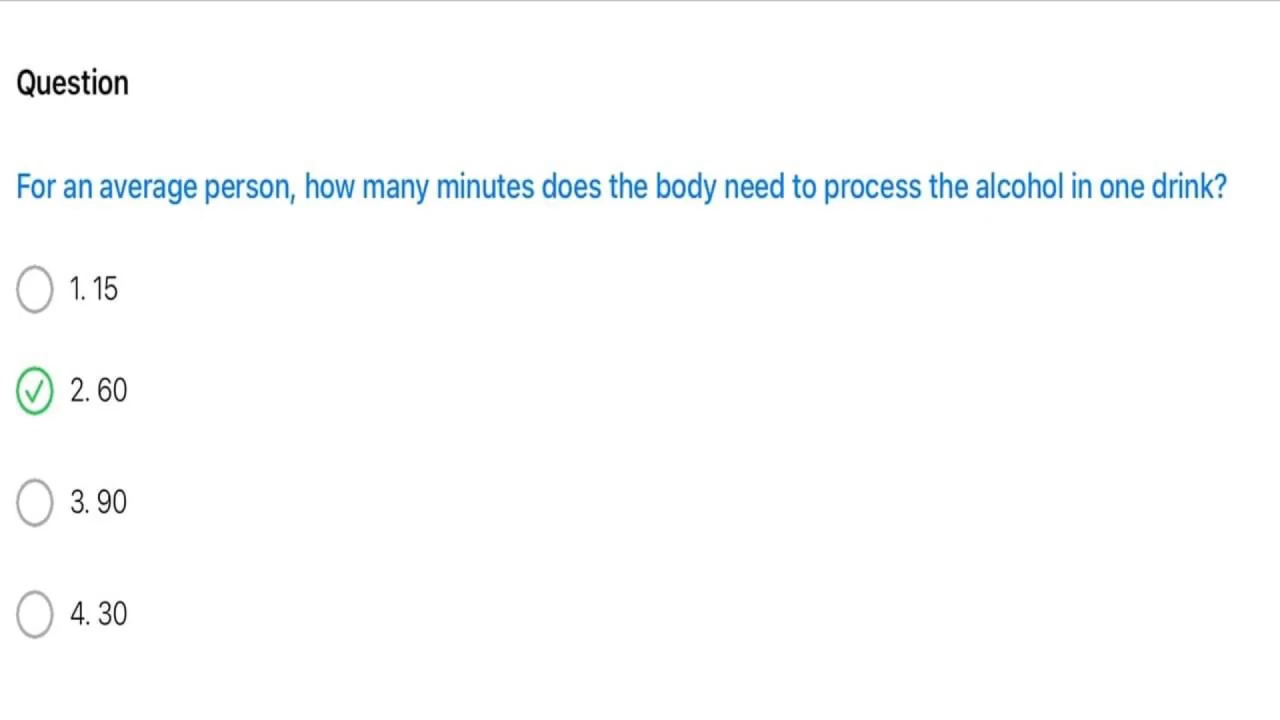 Question
For an average person, how many minutes does the body need to process the alcohol in one drink?
1. 15
2. 60
3. 90
4. 30